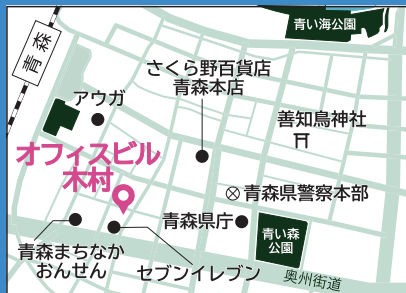 青い海公園
青森
さくら野百貨店
青森本店
アウガ
善知鳥神社
オフィスビル
木村
青森県警察本部
青森県庁
青い森
公園
青森まちなか
おんせん
セブンイレブン
奥州街道